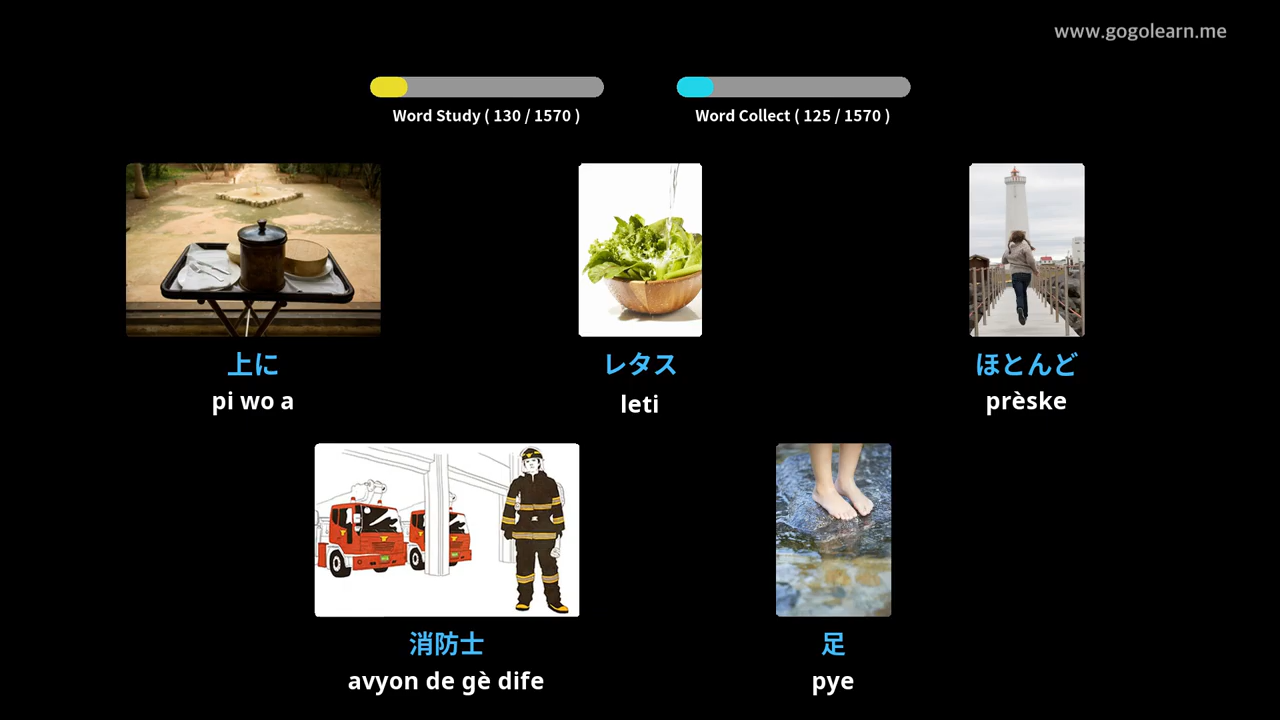 www.gogolearn.me
Word Study ( 130 / 1570 )
Word Collect ( 125 / 1570 )
上に
pi wo a
レタス
leti
ほとんど
prèske
消防士
avyon de gè dife
足
pye